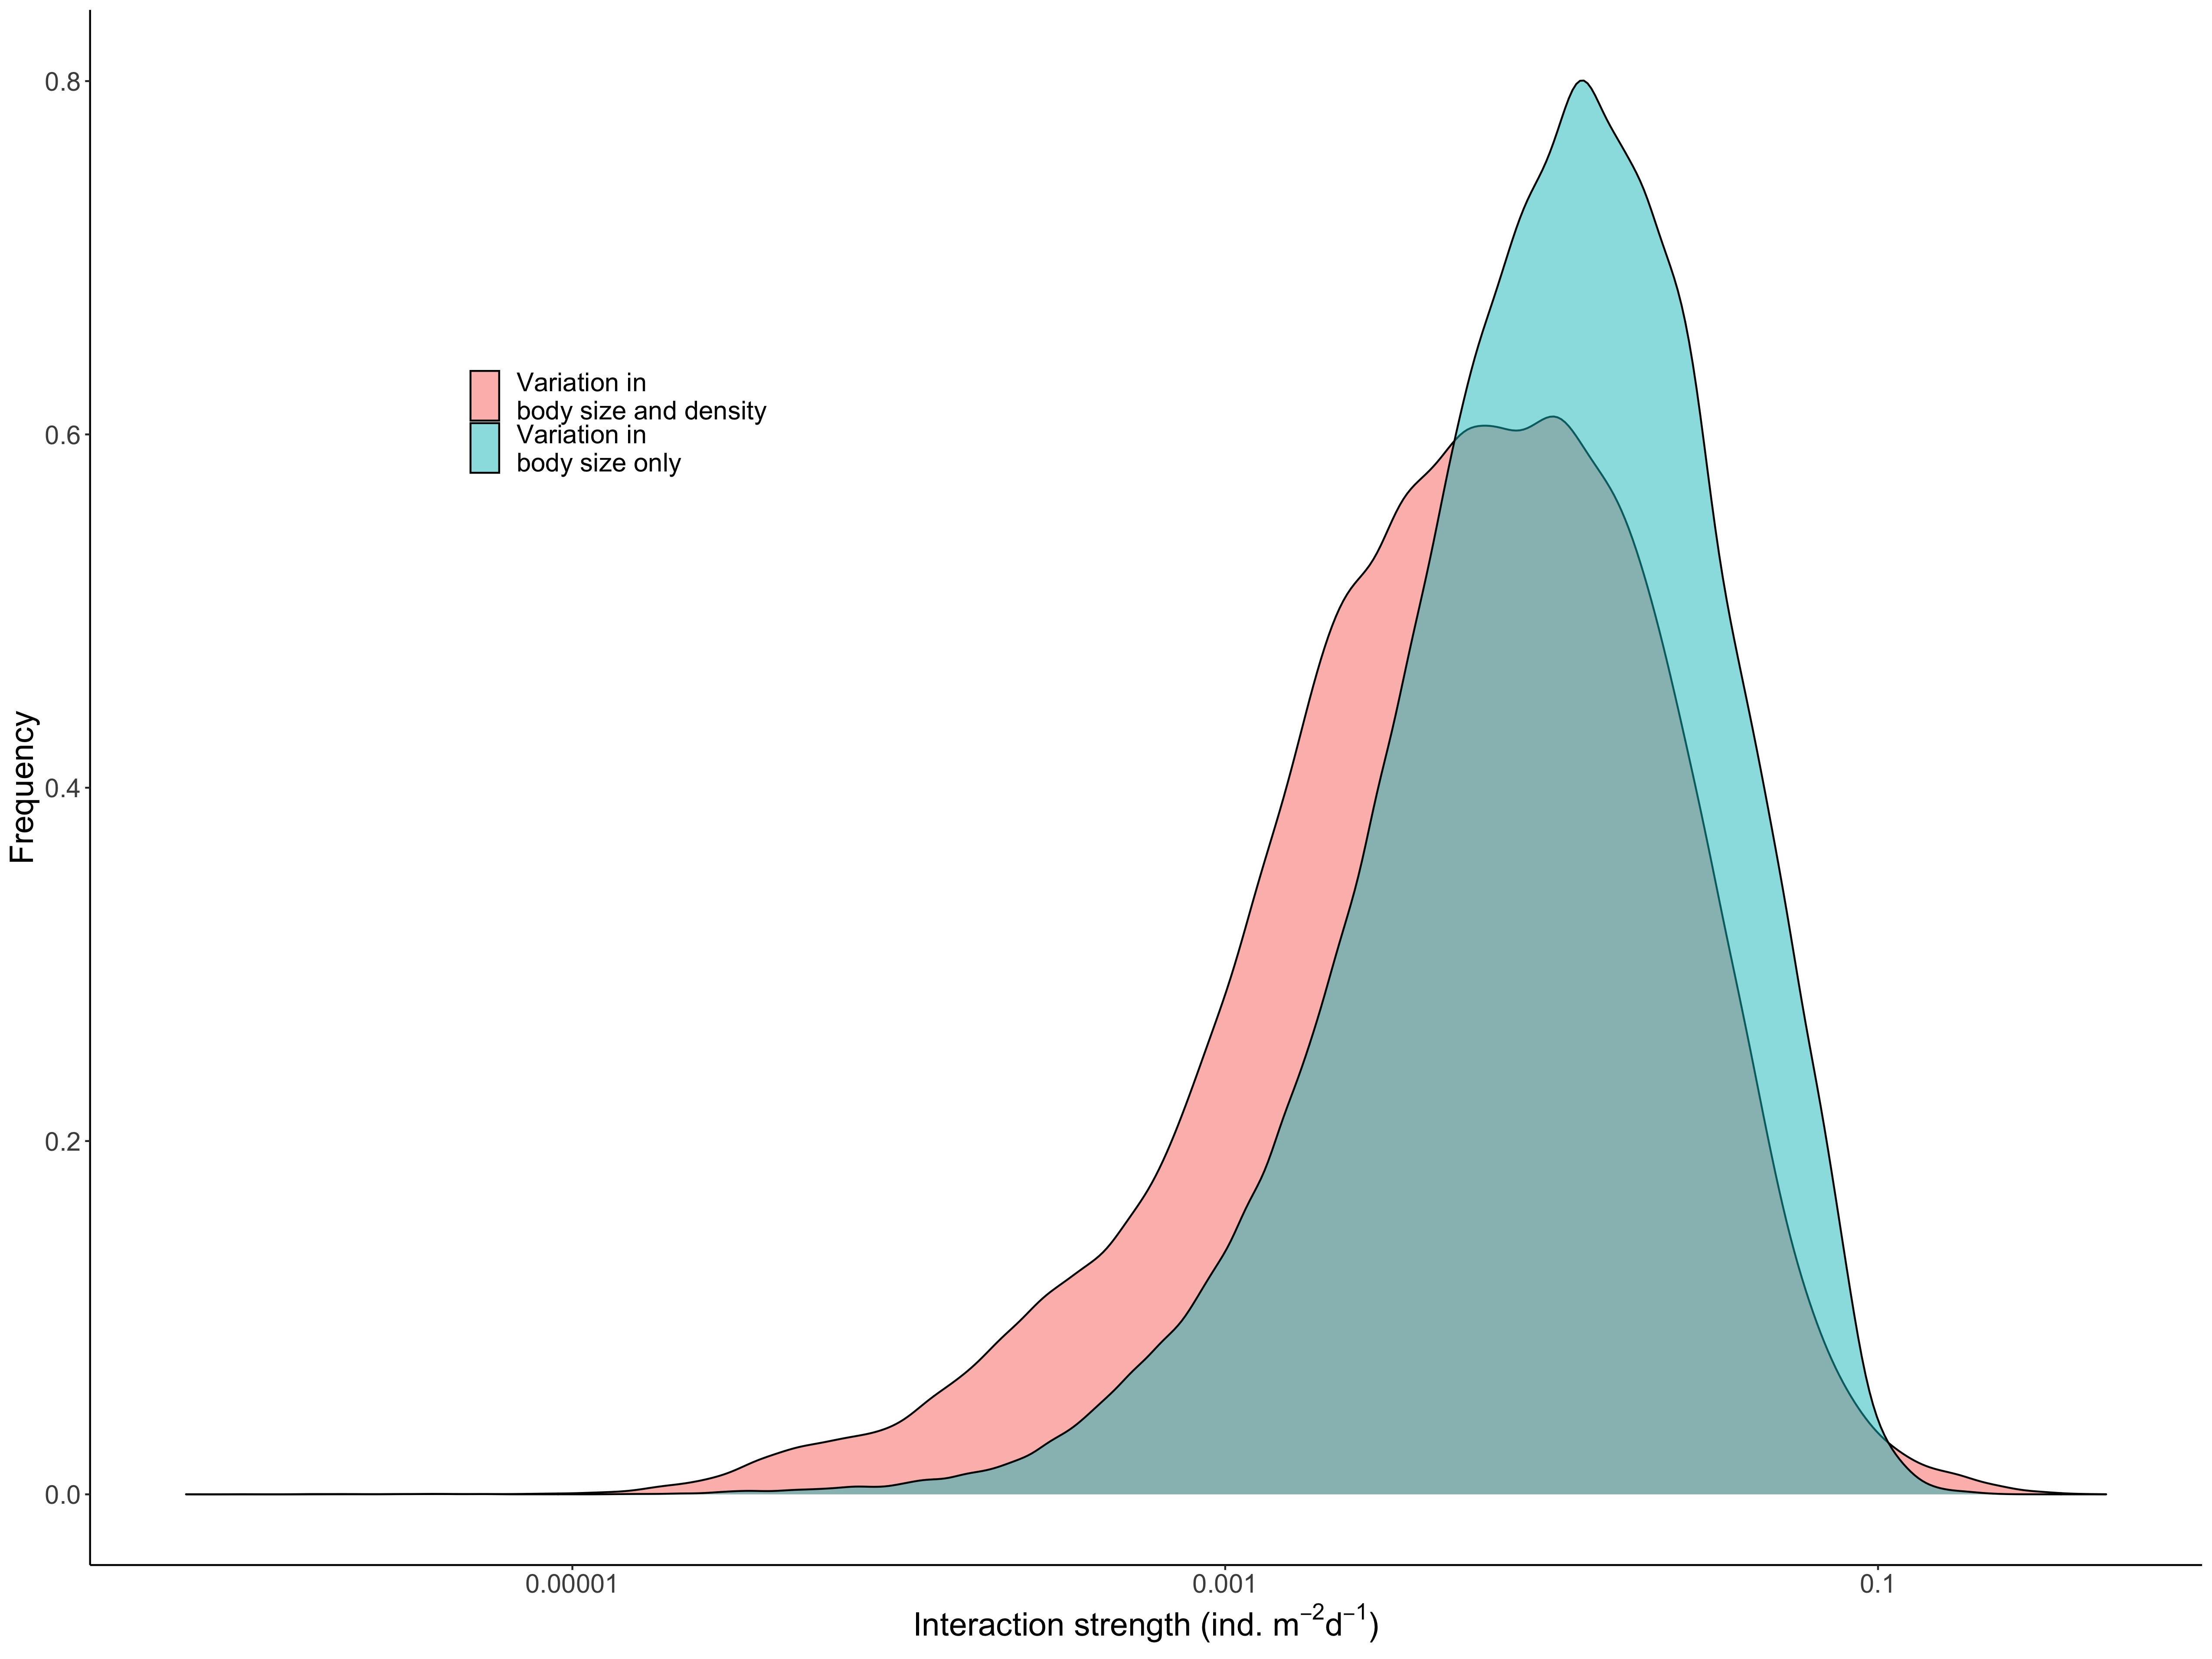 0.8
0.6
0.4
0.2
0.0
Frequency
Variation in
body size and density
Variation in
body size only
0.00001
0.001
0.1
Interaction strength (ind. m⁻²d⁻¹)